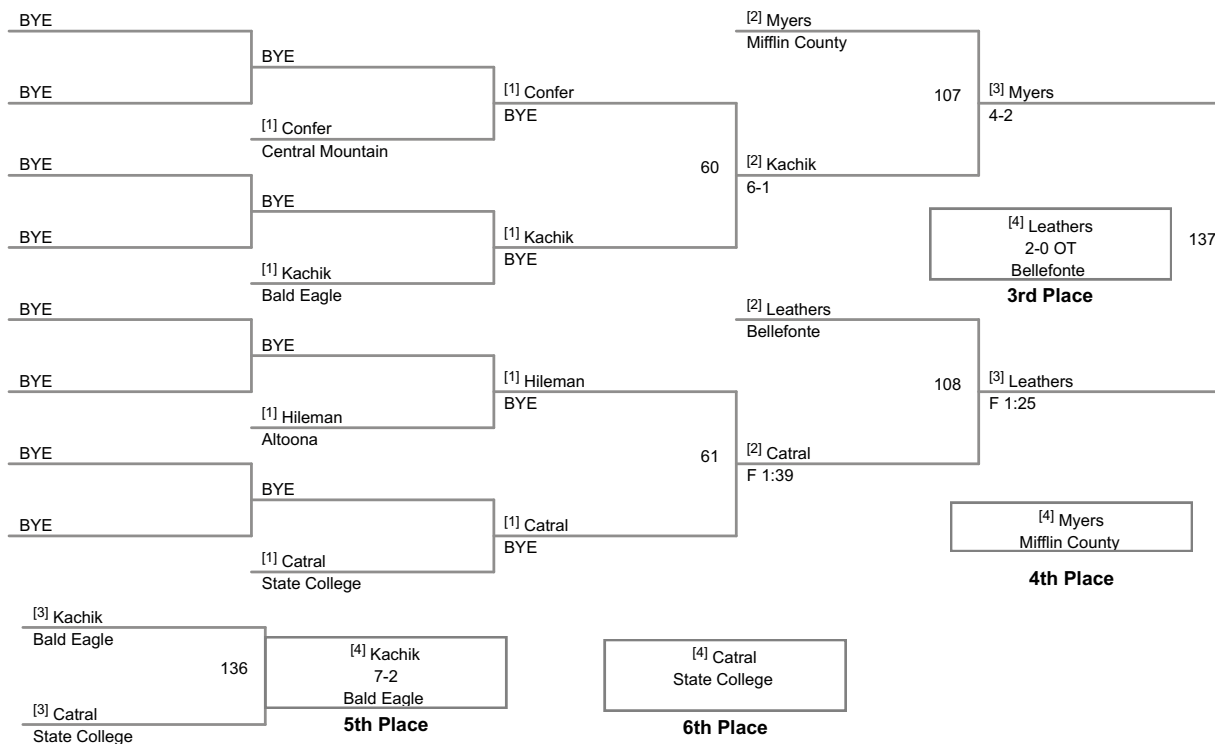 BYE
BYE
BYE
BYE
BYE
BYE
BYE
BYE
BYE
[1] Confer
Central Mountain
BYE
[1] Kachik
Bald Eagle
BYE
[1] Hileman
Altoona
BYE
[1] Catral
State College
[1] Confer
BYE
[1] Kachik
BYE
[1] Hileman
BYE
[1] Catral
BYE
60
61
[2] Myers
Mifflin County
[2] Kachik
6-1
[2] Leathers
Bellefonte
[2] Catral
F 1:39
107
108
[3] Myers
4-2
[4] Leathers
2-0 OT
Bellefonte
137
3rd Place
[3] Leathers
F 1:25
[4] Myers
Mifflin County
4th Place
[3] Kachik
Bald Eagle
136
[3] Catral
State College
[4] Kachik
7-2
Bald Eagle
5th Place
[4] Catral
State College
6th Place